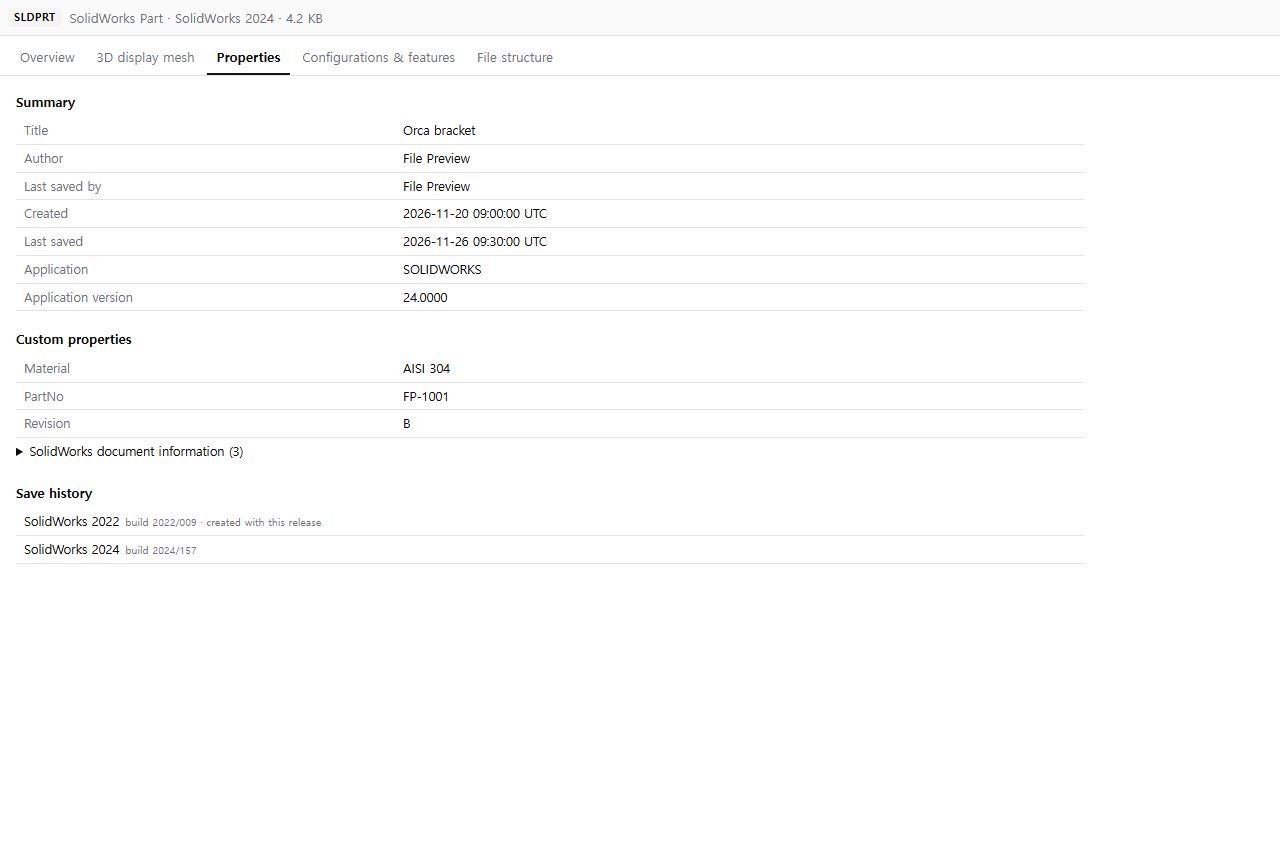 SLDPRT SolidWorks Part · SolidWorks 2024 · 4.2 KB
Overview 3D display mesh Properties Configurations & features File structure
Summary
Title Orca bracket
Author File Preview
Last saved by File Preview
Created 2026-11-20 09:00:00 UTC
Last saved 2026-11-26 09:30:00 UTC
Application SOLIDWORKS
Application version 24.0000
Custom properties
Material AISI 304
PartNo FP-1001
Revision B
SolidWorks document information (3)
Save history
SolidWorks 2022 build 2022/009 · created with this release
SolidWorks 2024 build 2024/157